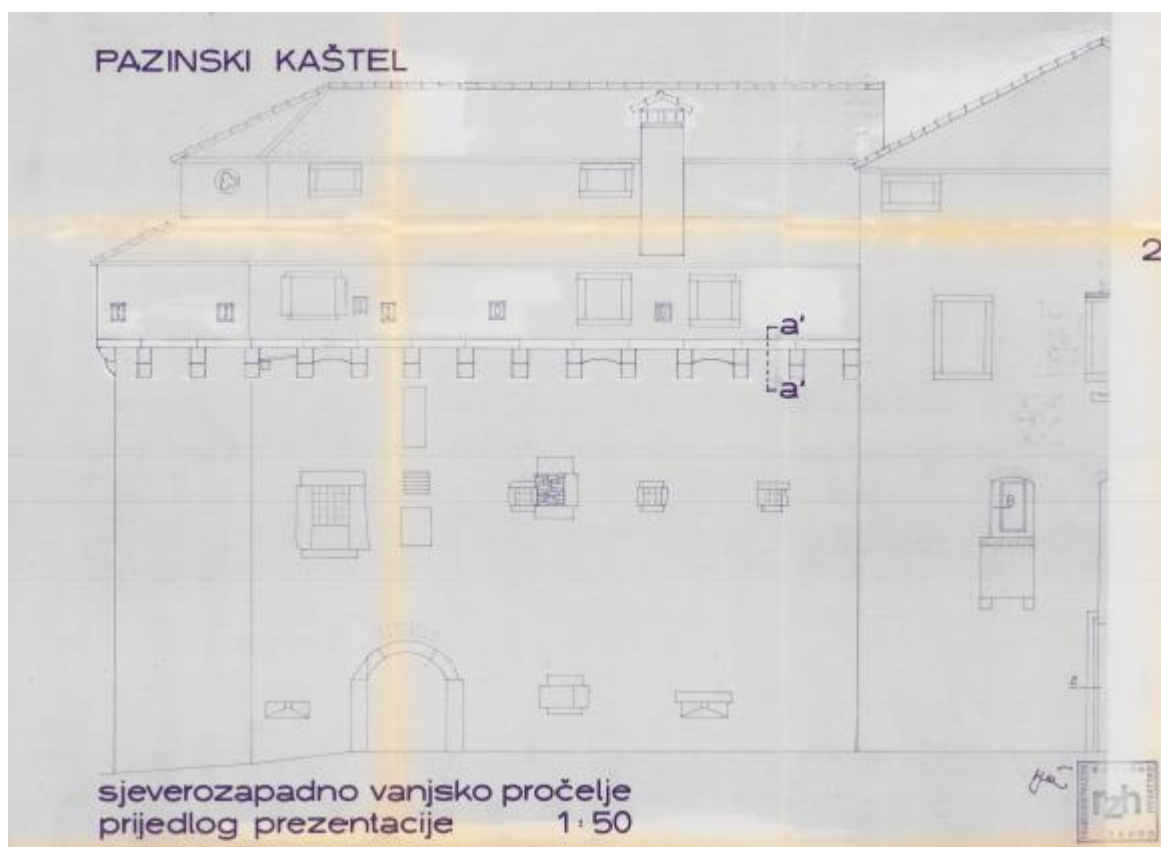 PAZINSKI KAŠTEL
2
a'
a'
B
sjeverozapadno vanjsko pročelje
prijedlog prezentacije 1:50
rzh